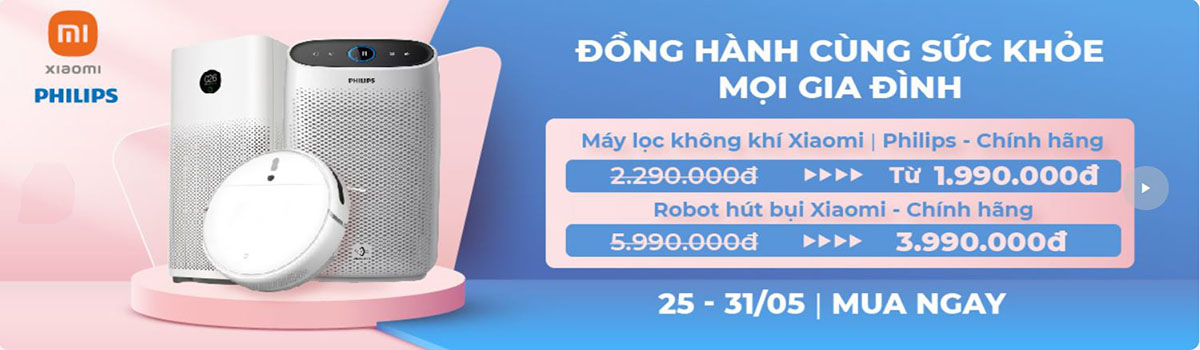 mi
xiaomi
PHILIPS
PHILIPS
ĐỒNG HÀNH CÙNG SỨC KHỎE
MỌI GIA ĐÌNH
Máy lọc không khí Xiaomi | Philips - Chính hãng
2.290.000đ Từ 1.990.000đ
Robot hút bụi Xiaomi - Chính hãng
5.990.000đ 3.990.000đ
25 - 31/05 | MUA NGAY